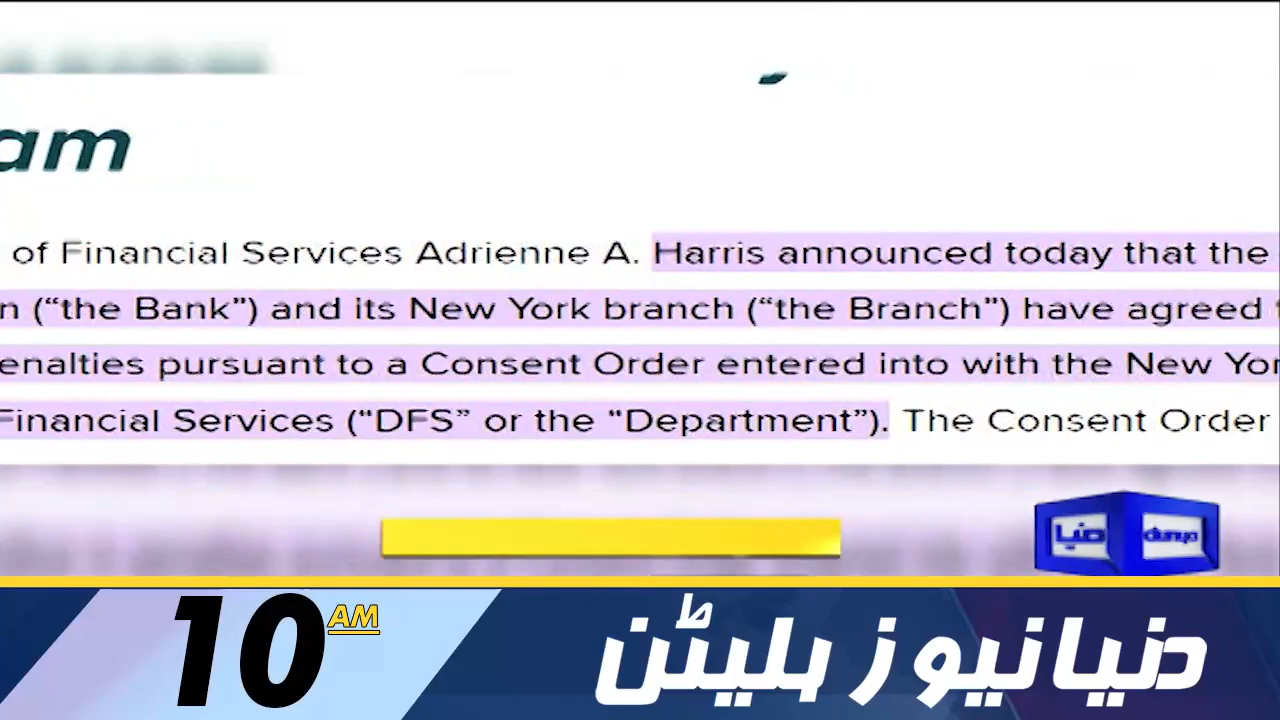 am
of Financial Services Adrienne A. Harris announced today that the
n (“the Bank”) and its New York branch (“the Branch”) have agreed
enalties pursuant to a Consent Order entered into with the New Yor
Financial Services ("DFS” or the "Department”). The Consent Order
دنیا
10 AM
دنیا نیوز بلیٹن